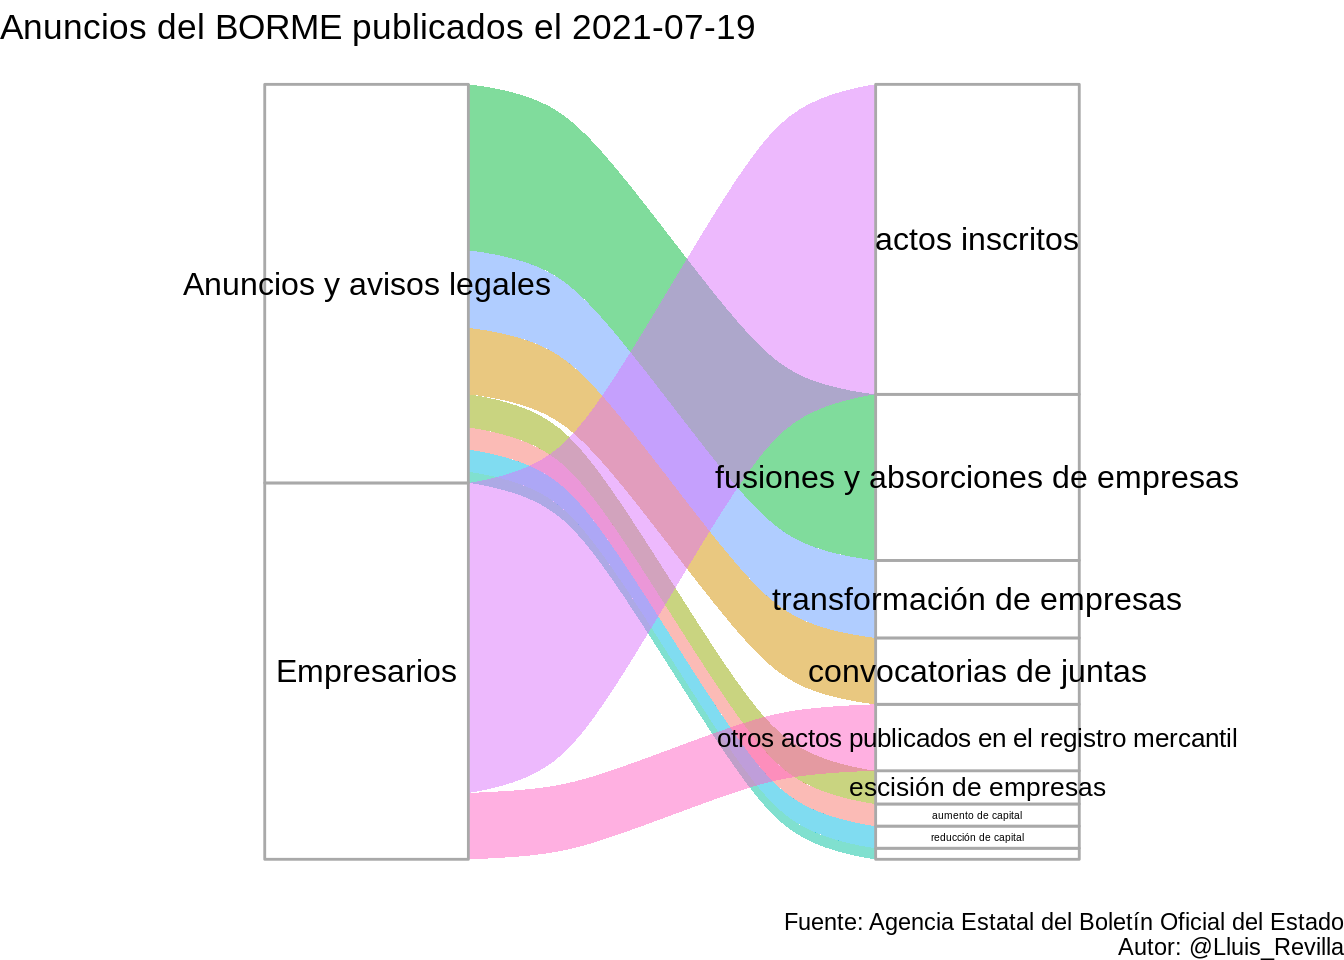 Anuncios del BORME publicados el 2021-07-19
Anuncios y avisos legales
Empresarios
actos inscritos
fusiones y absorciones de empresas
transformación de empresas
convocatorias de juntas
otros actos publicados en el registro mercantil
escisión de empresas
aumento de capital
reducción de capital
Fuente: Agencia Estatal del Boletín Oficial del Estado
Autor: @Lluis_Revilla